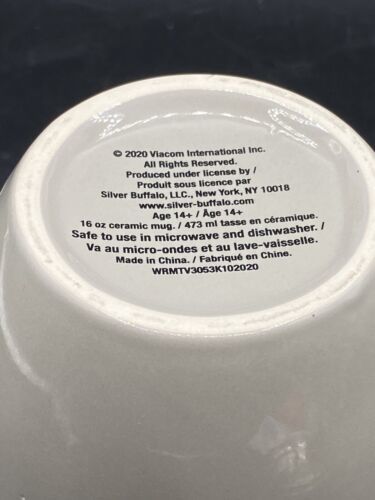 © 2020 Viacom International Inc.
All Rights Reserved.
Produced under license by /
Produit sous licence par
Silver Buffalo, LLC., New York, NY 10018
www.silver-buffalo.com
Age 14+ / Âge 14+
16 oz ceramic mug. / 473 ml tasse en céramique.
Safe to use in microwave and dishwasher. /
Va au micro-ondes et au lave-vaisselle.
Made in China. / Fabriqué en Chine.
WRMTV3053K102020